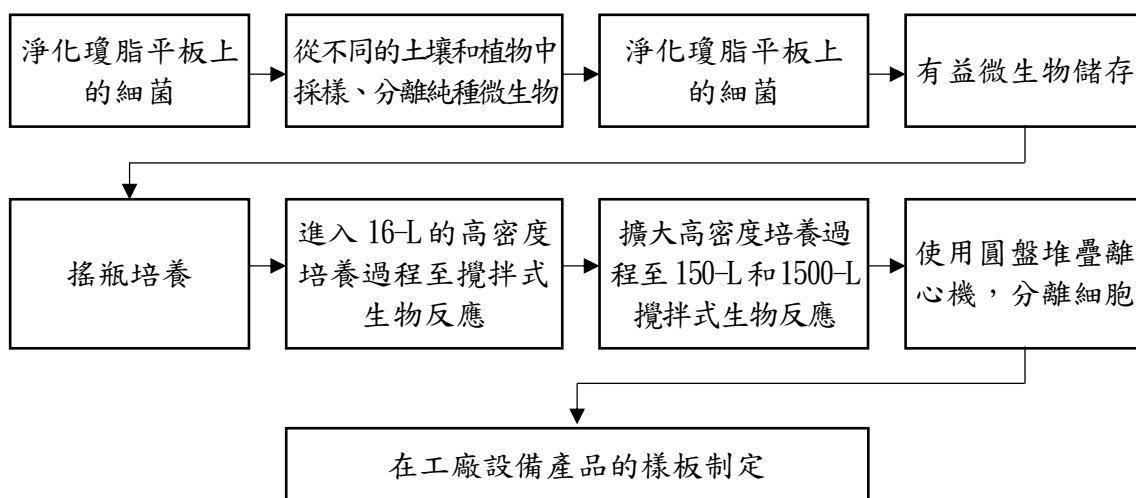 淨化瓊脂平板上
的細菌
從不同的土壤和植物中
採樣、分離純種微生物
淨化瓊脂平板上
的細菌
有益微生物儲存
搖瓶培養
進入 16-L 的高密度
培養過程至攪拌式
生物反應
擴大高密度培養過
程至 150-L 和 1500-L
攪拌式生物反應
使用圓盤堆疊離
心機，分離細胞
在工廠設備產品的樣板制定